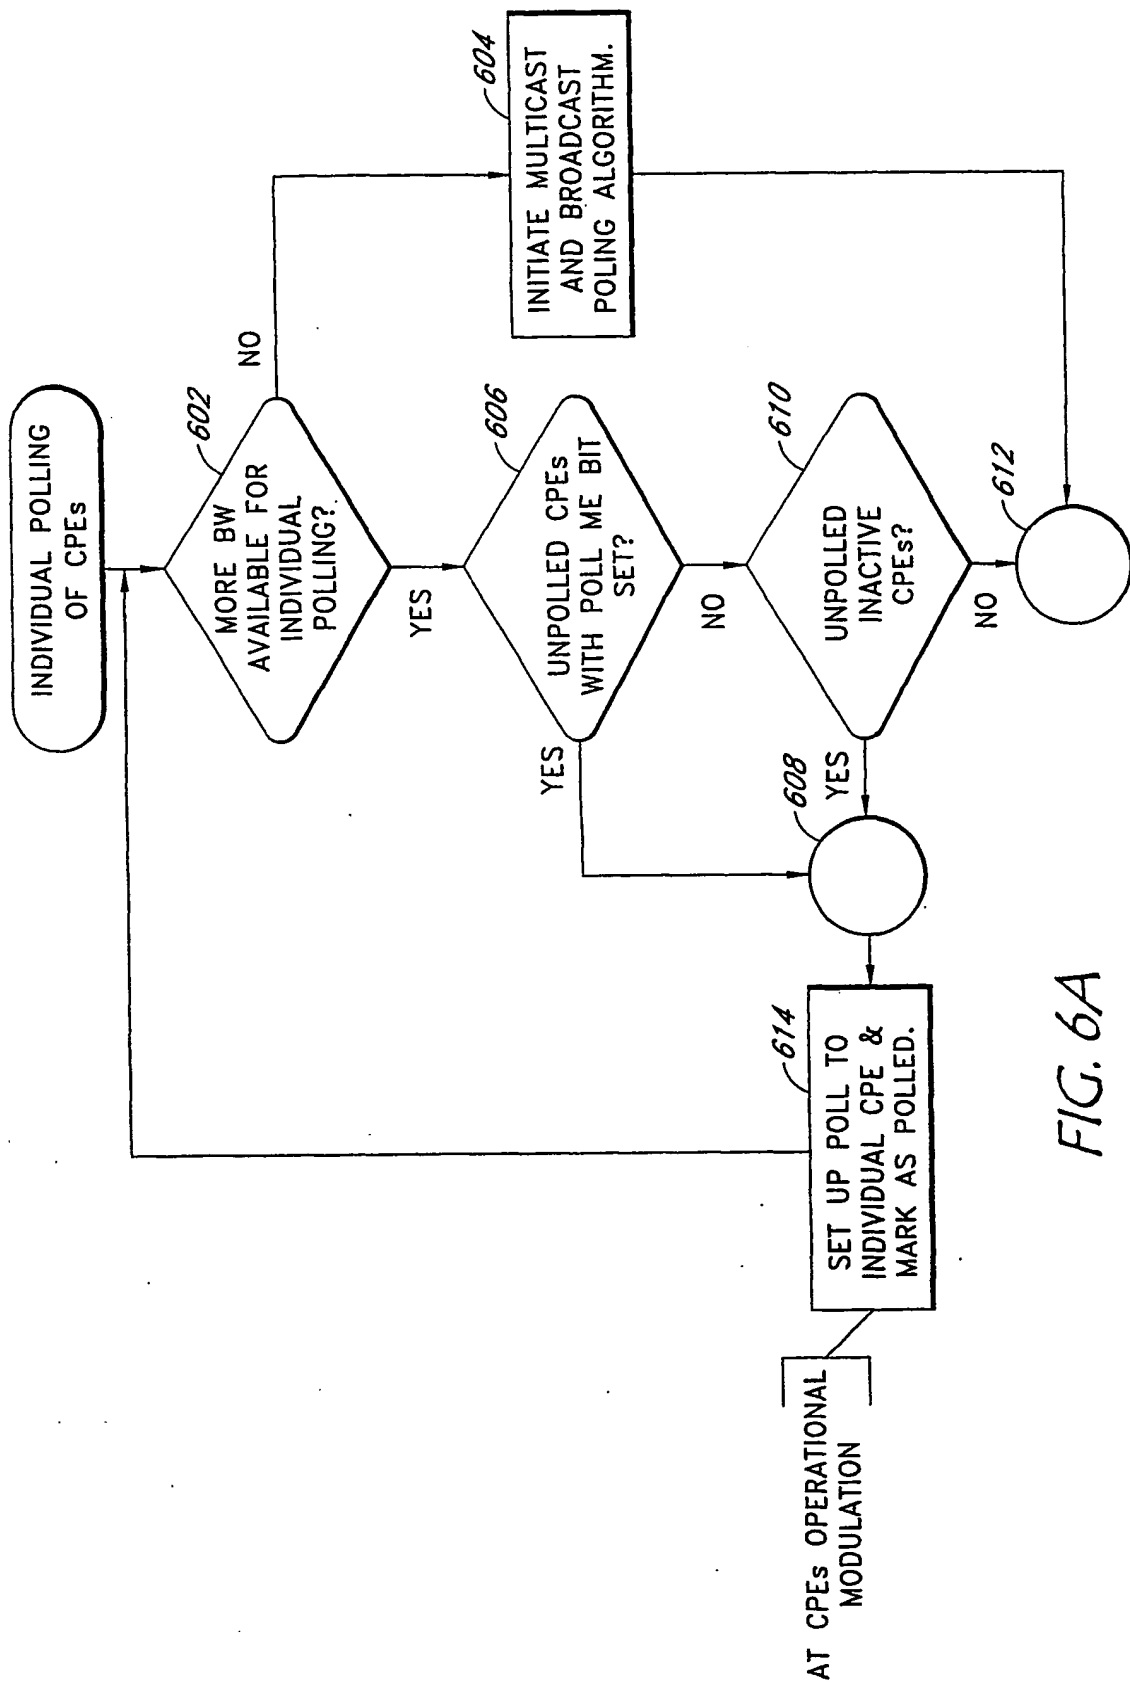 INDIVIDUAL POLLING
OF CPEs
602
MORE BW
AVAILABLE FOR
INDIVIDUAL
POLLING?
NO
YES
604
INITIATE MULTICAST
AND BROADCAST
POLING ALGORITHM.
606
UNPOLLED CPEs
WITH POLL ME BIT
SET?
YES
NO
610
UNPOLLED
INACTIVE
CPEs?
YES
NO
608
612
614
SET UP POLL TO
INDIVIDUAL CPE &
MARK AS POLLED.
AT CPEs OPERATIONAL
MODULATION
FIG. 6A